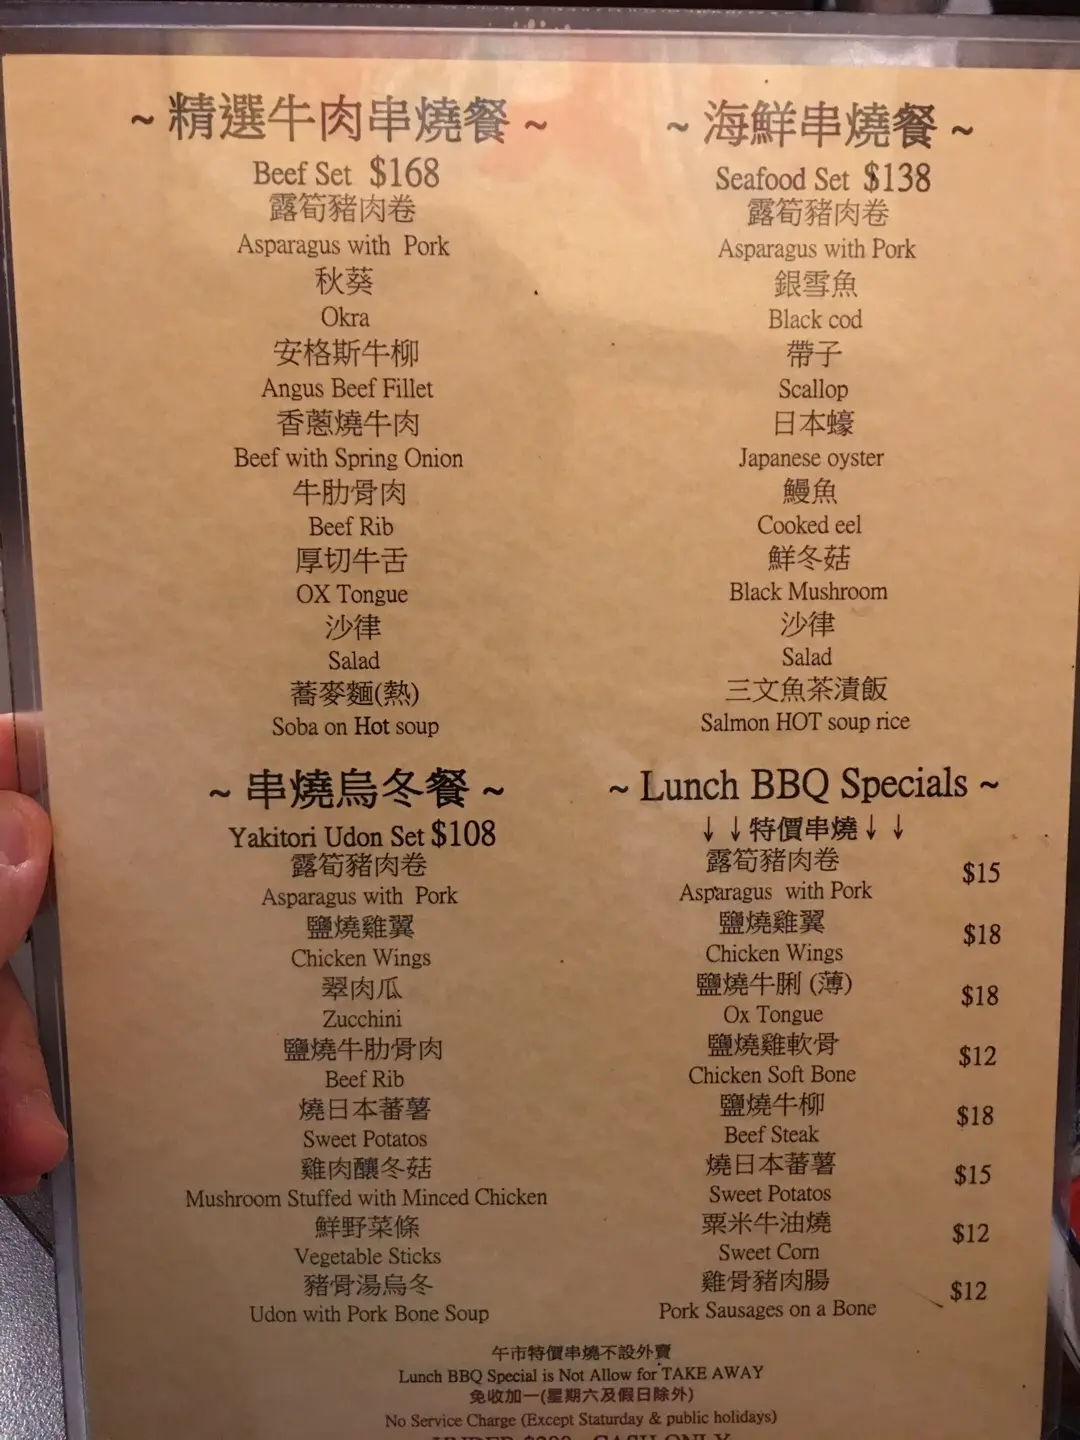 ~ 精選牛肉串燒餐 ~
Beef Set $168
露筍豬肉卷
Asparagus with Pork
秋葵
Okra
安格斯牛柳
Angus Beef Fillet
香蔥燒牛肉
Beef with Spring Onion
牛肋骨肉
Beef Rib
厚切牛舌
OX Tongue
沙律
Salad
蕎麥麵(熱)
Soba on Hot soup
~ 海鮮串燒餐 ~
Seafood Set $138
露筍豬肉卷
Asparagus with Pork
銀雪魚
Black cod
帶子
Scallop
日本蠔
Japanese oyster
鰻魚
Cooked eel
鮮冬菇
Black Mushroom
沙律
Salad
三文魚茶漬飯
Salmon HOT soup rice
~ 串燒烏冬餐 ~
Yakitori Udon Set $108
露筍豬肉卷
Asparagus with Pork
鹽燒雞翼
Chicken Wings
翠肉瓜
Zucchini
鹽燒牛肋骨肉
Beef Rib
燒日本蕃薯
Sweet Potatos
雞肉釀冬菇
Mushroom Stuffed with Minced Chicken
鮮野菜條
Vegetable Sticks
豬骨湯烏冬
Udon with Pork Bone Soup
~ Lunch BBQ Specials ~
↓ ↓特價串燒↓ ↓
露筍豬肉卷 $15
Asparagus with Pork
鹽燒雞翼 $18
Chicken Wings
鹽燒牛脷 (薄) $18
Ox Tongue
鹽燒雞軟骨 $12
Chicken Soft Bone
鹽燒牛柳 $18
Beef Steak
燒日本蕃薯 $15
Sweet Potatos
粟米牛油燒 $12
Sweet Corn
雞骨豬肉腸 $12
Pork Sausages on a Bone
午市特價串燒不設外賣
Lunch BBQ Special is Not Allow for TAKE AWAY
免收加一(星期六及假日除外)
No Service Charge (Except Staturday & public holidays)
UNDER $200 CASH ONLY